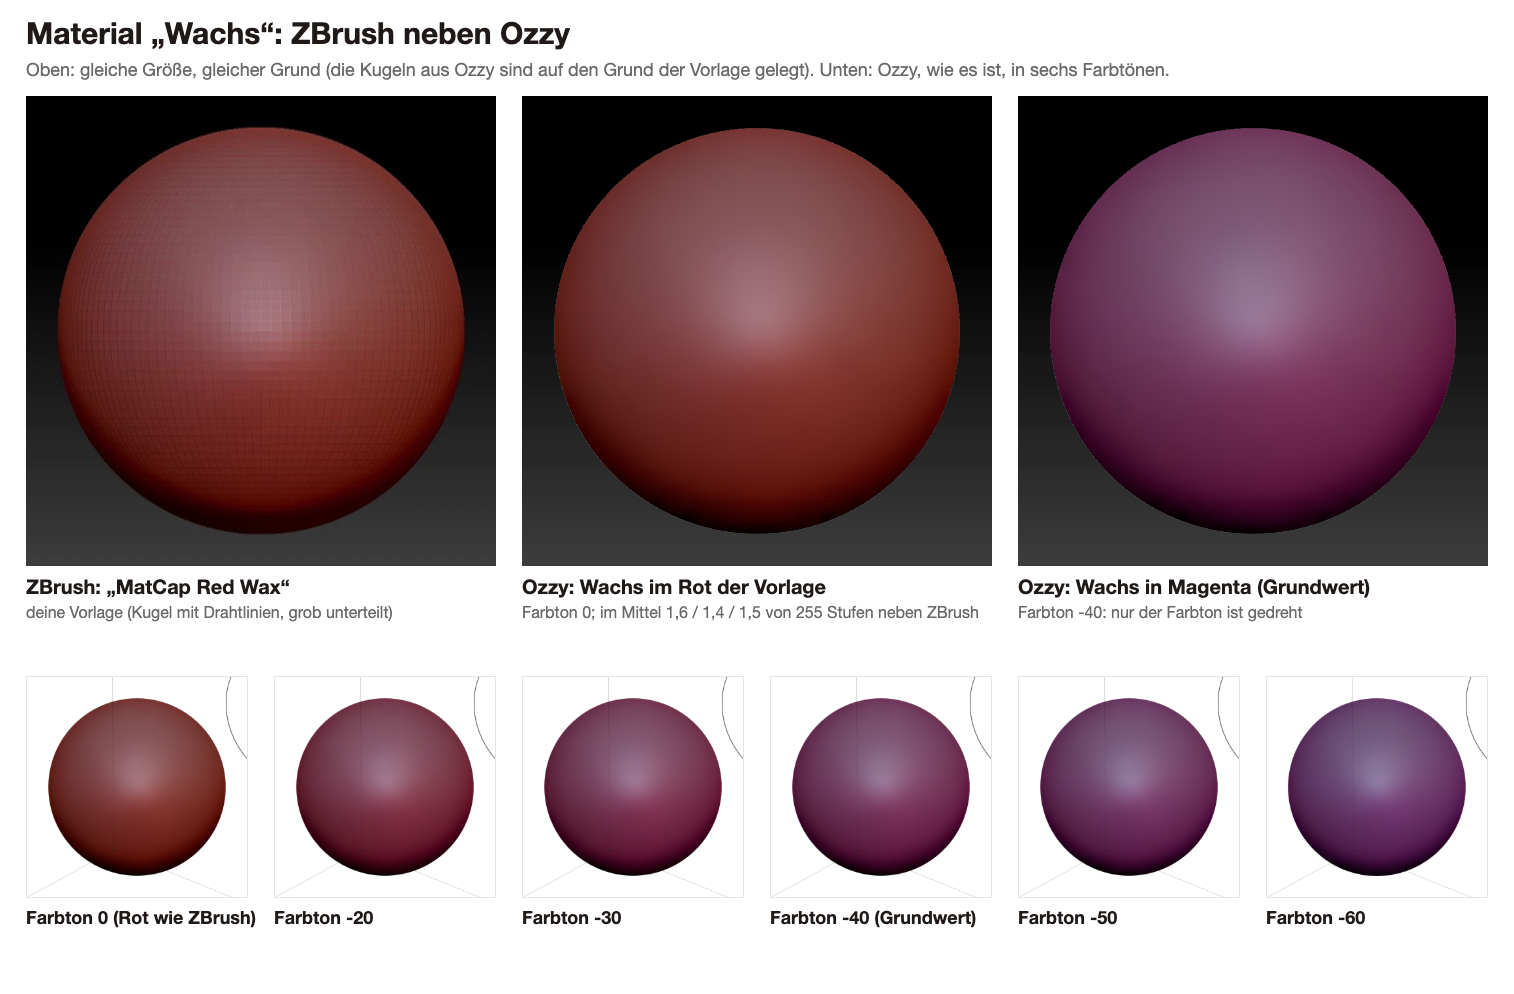 Material „Wachs“: ZBrush neben Ozzy
Oben: gleiche Größe, gleicher Grund (die Kugeln aus Ozzy sind auf den Grund der Vorlage gelegt). Unten: Ozzy, wie es ist, in sechs Farbtönen.
ZBrush: „MatCap Red Wax“
deine Vorlage (Kugel mit Drahtlinien, grob unterteilt)
Ozzy: Wachs im Rot der Vorlage
Farbton 0; im Mittel 1,6 / 1,4 / 1,5 von 255 Stufen neben ZBrush
Ozzy: Wachs in Magenta (Grundwert)
Farbton -40: nur der Farbton ist gedreht
Farbton 0 (Rot wie ZBrush)
Farbton -20
Farbton -30
Farbton -40 (Grundwert)
Farbton -50
Farbton -60